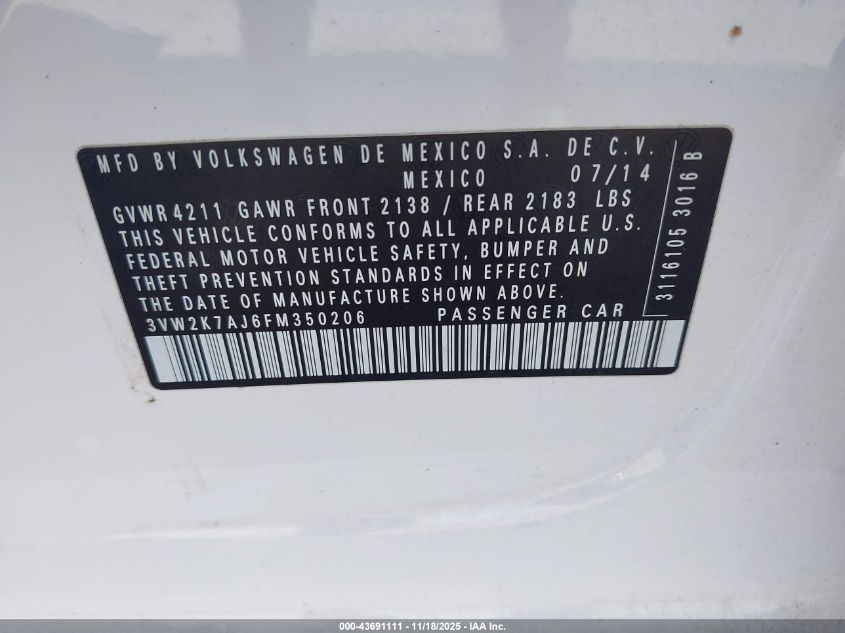 MFD BY VOLKSWAGEN DE MEXICO S.A. DE C.V.
MEXICO 07/14
GVWR 4211 GAWR FRONT 2138 / REAR 2183 LBS
THIS VEHICLE CONFORMS TO ALL APPLICABLE U.S.
FEDERAL MOTOR VEHICLE SAFETY, BUMPER AND
THEFT PREVENTION STANDARDS IN EFFECT ON
THE DATE OF MANUFACTURE SHOWN ABOVE.
3VW2K7AJ6FM350206 PASSENGER CAR
3116105 3016 B
000-43691111 - 11/18/2025 - IAA Inc.